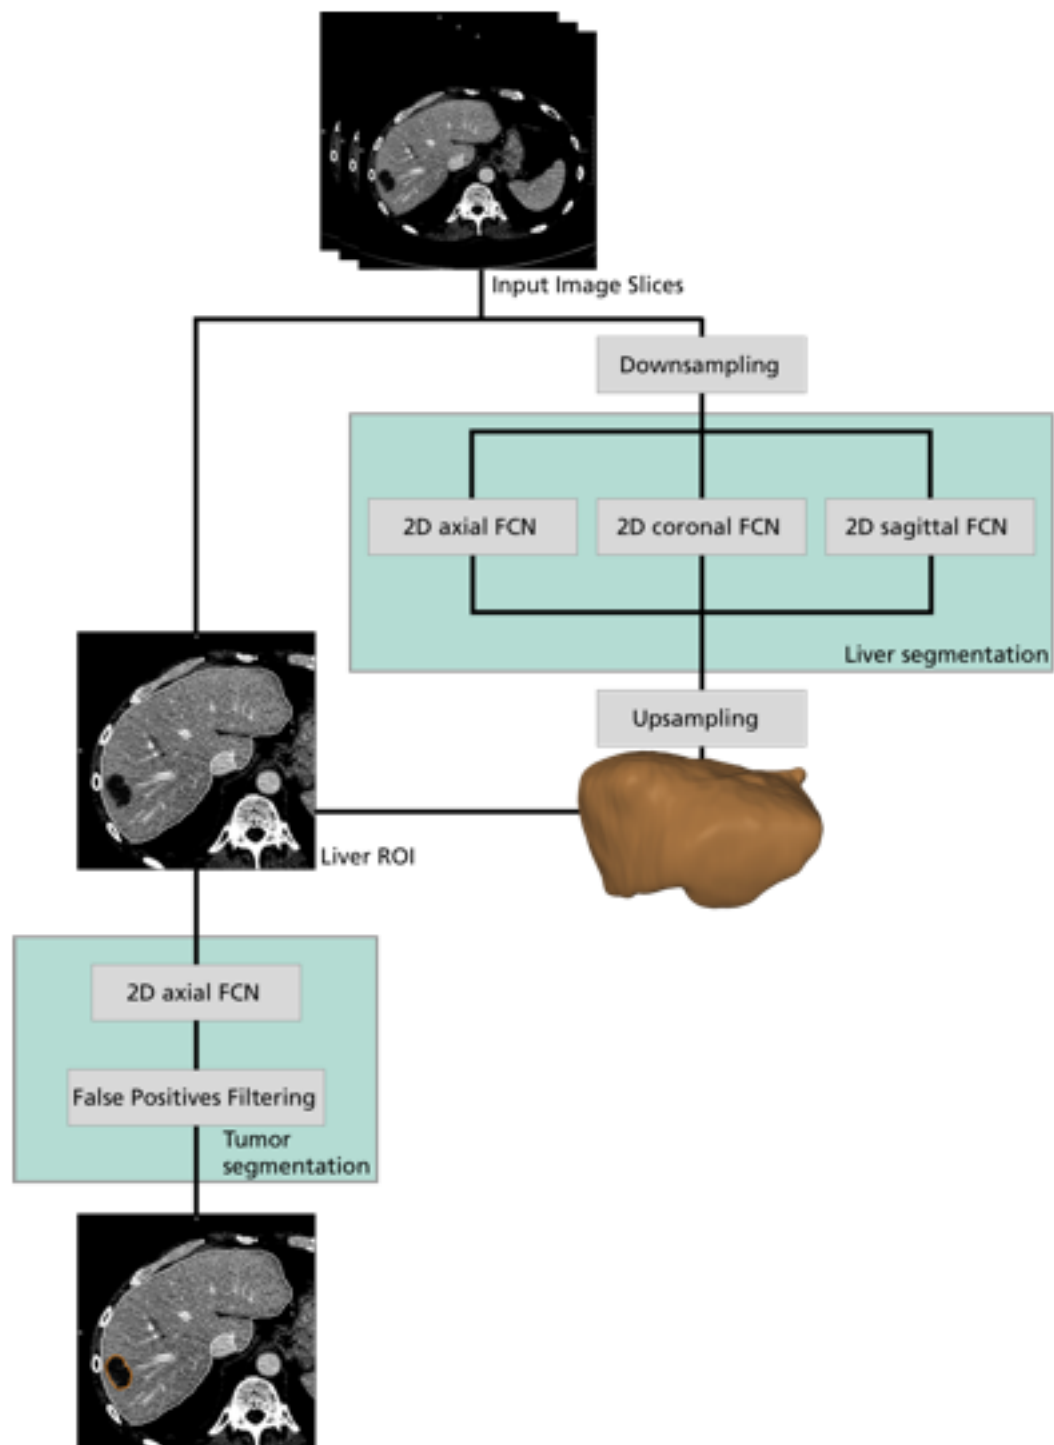 Input Image Slices
Downsampling
2D axial FCN
2D coronal FCN
2D sagittal FCN
Liver segmentation
Upsampling
Liver ROI
2D axial FCN
False Positives Filtering
Tumor
segmentation